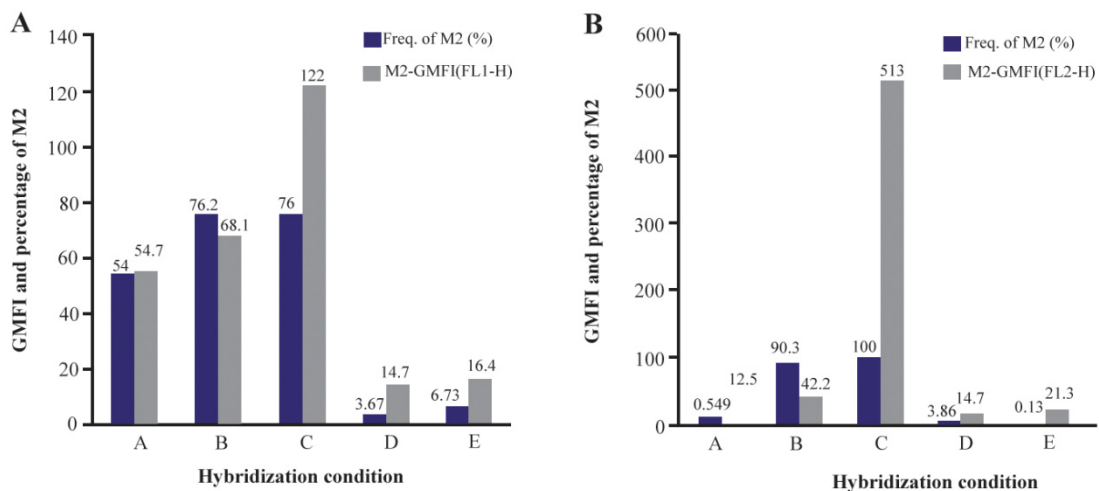 A
GMFI and percentage of M2
140
120
100
80
60
40
20
0
Freq. of M2 (%)
M2-GMFI(FL1-H)
54
54.7
76.2
68.1
76
122
3.67
14.7
6.73
16.4
A B C D E
Hybridization condition
B
GMFI and percentage of M2
600
500
400
300
200
100
0
Freq. of M2 (%)
M2-GMFI(FL2-H)
0.549
12.5
90.3
42.2
100
513
3.86
14.7
0.13
21.3
A B C D E
Hybridization condition